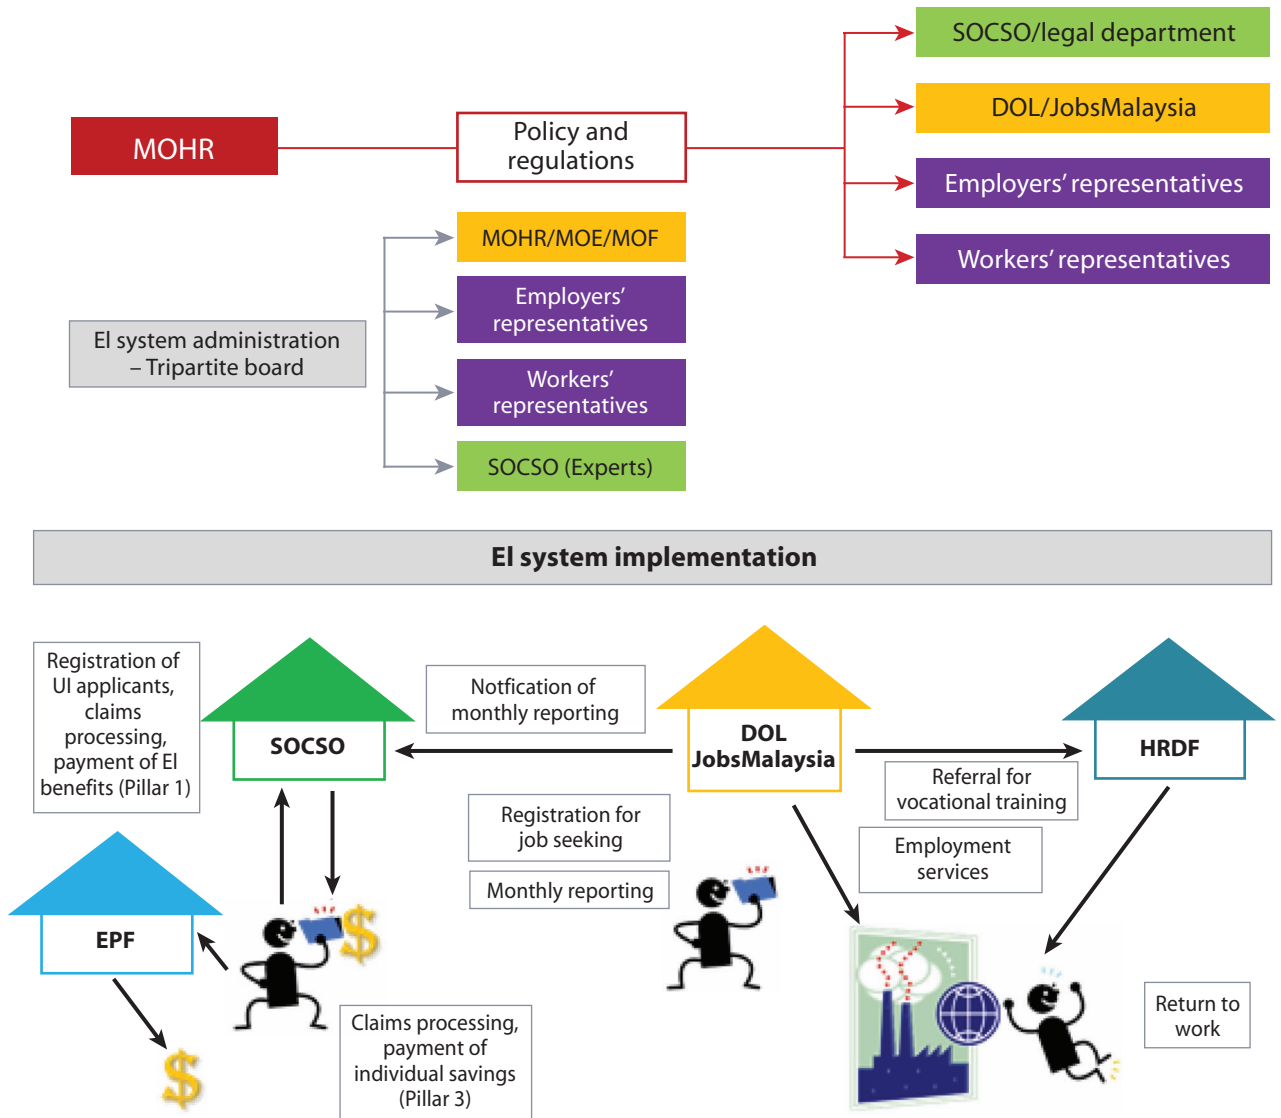 SOCSO/legal department
DOL/JobsMalaysia
MOHR
Policy and
regulations
Employers’ representatives
Workers’ representatives
MOHR/MOE/MOF
Employers’
representatives
EI system administration
– Tripartite board
Workers’
representatives
SOCSO (Experts)
EI system implementation
Registration of
UI applicants,
claims
processing,
payment of EI
benefits (Pillar 1)
SOCSO
Notfication of
monthly reporting
DOL
JobsMalaysia
HRDF
Referral for
vocational training
Registration for
job seeking
Monthly reporting
Employment
services
EPF
$
$
Claims processing,
payment of
individual savings
(Pillar 3)
Return to
work